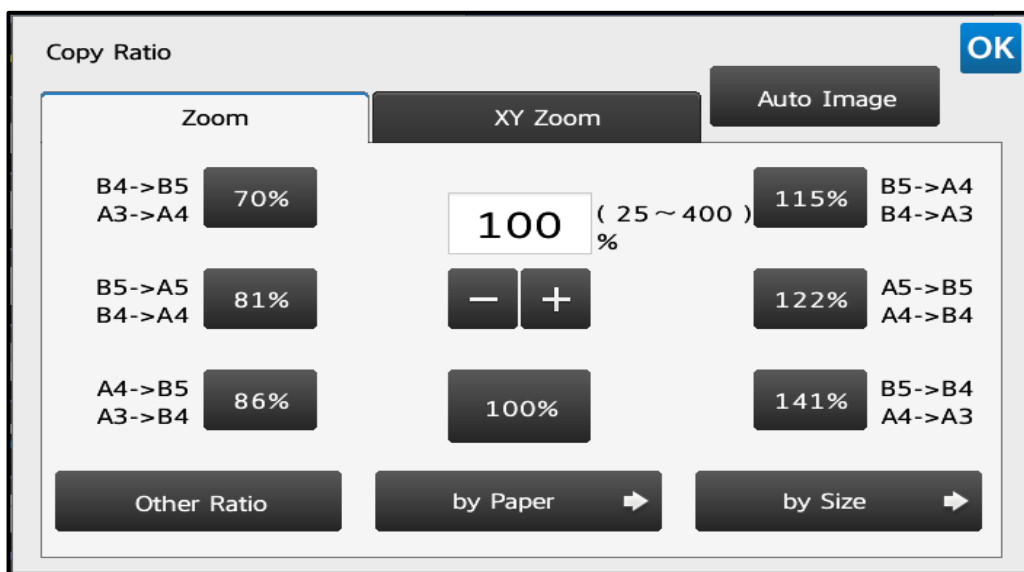 Copy Ratio
OK
Zoom
XY Zoom
Auto Image
B4->B5
A3->A4
70%
100
( 25～400 )
%
115%
B5->A4
B4->A3
B5->A5
B4->A4
81%
− +
122%
A5->B5
A4->B4
A4->B5
A3->B4
86%
100%
141%
B5->B4
A4->A3
Other Ratio
by Paper
by Size